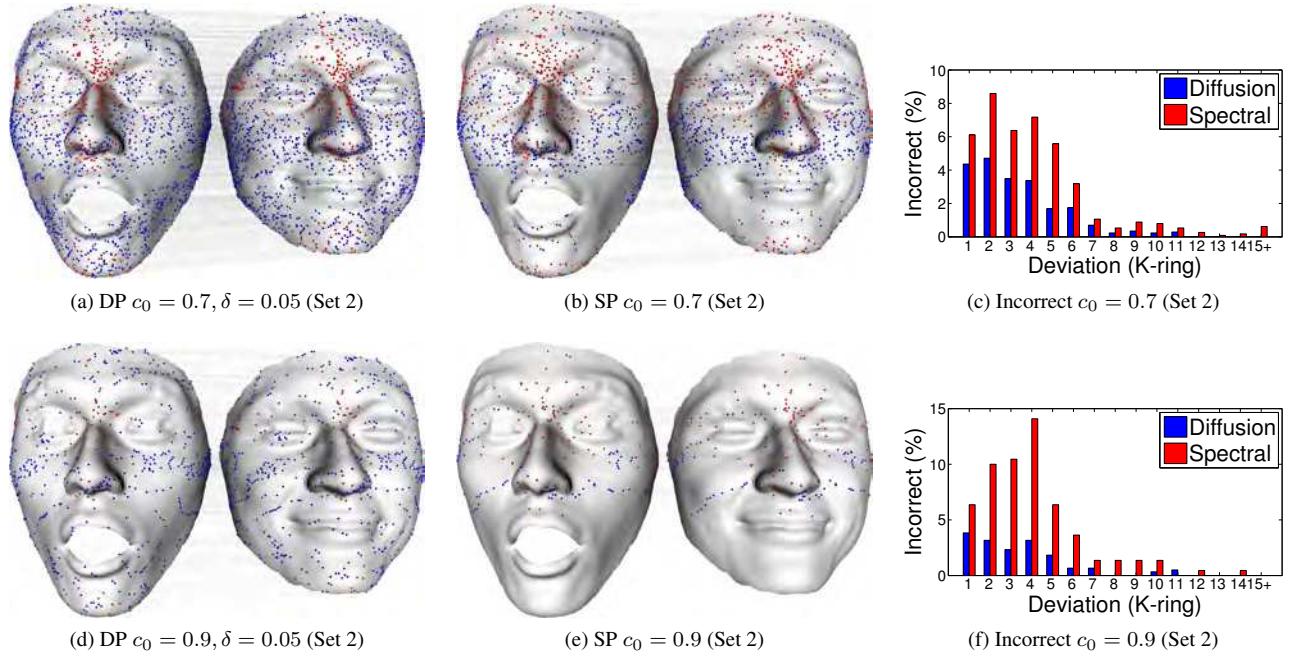 10
8
6
4
2
0
Incorrect (%)
Diffusion
Spectral
1 2 3 4 5 6 7 8 9 10 11 12 13 1415+
Deviation (K-ring)
(a) DP c₀ = 0.7, δ = 0.05 (Set 2)
(b) SP c₀ = 0.7 (Set 2)
(c) Incorrect c₀ = 0.7 (Set 2)
15
10
5
0
Incorrect (%)
Diffusion
Spectral
1 2 3 4 5 6 7 8 9 10 11 12 13 1415+
Deviation (K-ring)
(d) DP c₀ = 0.9, δ = 0.05 (Set 2)
(e) SP c₀ = 0.9 (Set 2)
(f) Incorrect c₀ = 0.9 (Set 2)